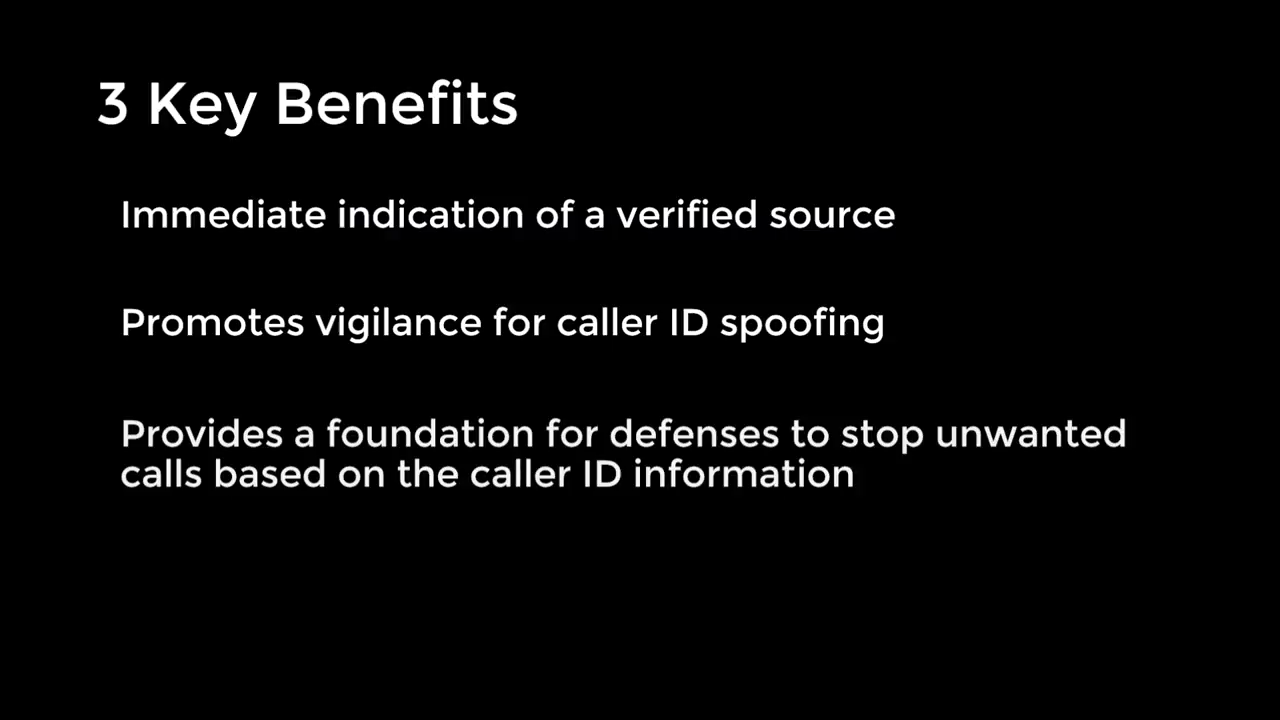 3 Key Benefits
Immediate indication of a verified source
Promotes vigilance for caller ID spoofing
Provides a foundation for defenses to stop unwanted
calls based on the caller ID information